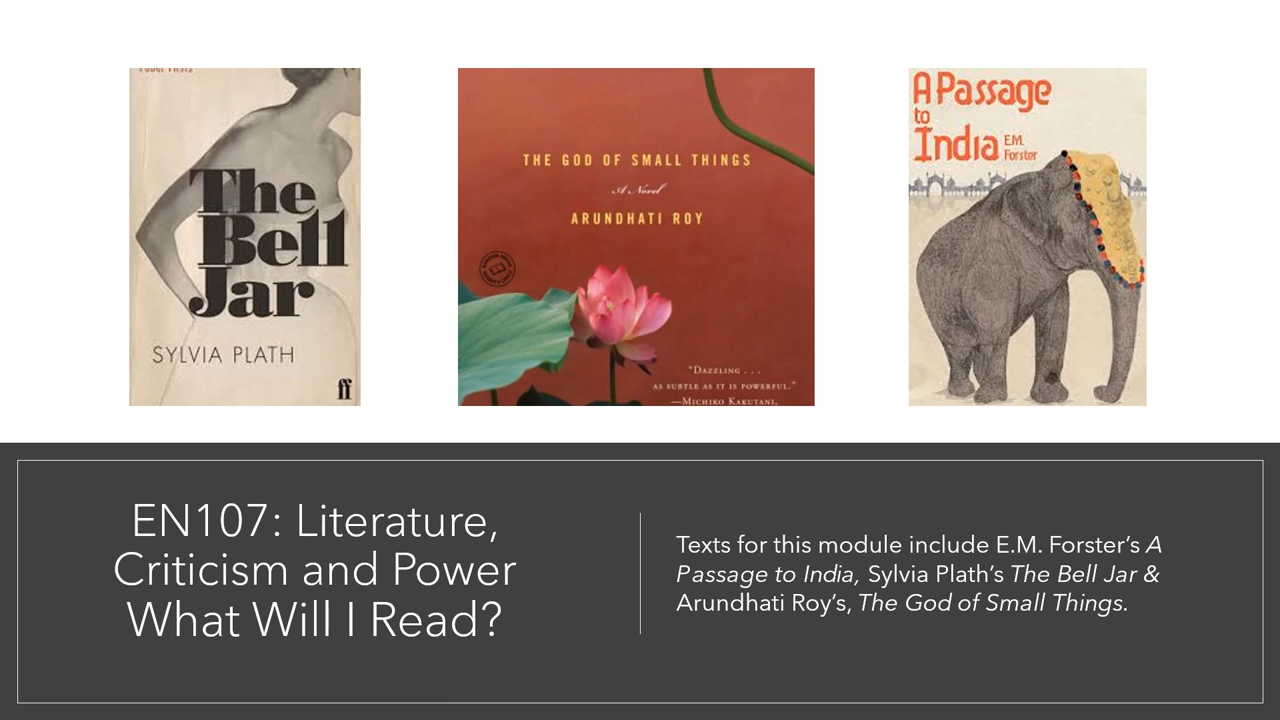 The
Bell
Jar
SYLVIA PLATH
ff
THE GOD OF SMALL THINGS
A Novel
ARUNDHATI ROY
"DAZZLING . . .
AS SUBTLE AS IT IS POWERFUL."
—MICHIKO KAKUTANI,
A Passage
to
India E.M.
Forster
EN107: Literature,
Criticism and Power
What Will I Read?
Texts for this module include E.M. Forster’s A
Passage to India, Sylvia Plath’s The Bell Jar &
Arundhati Roy’s, The God of Small Things.